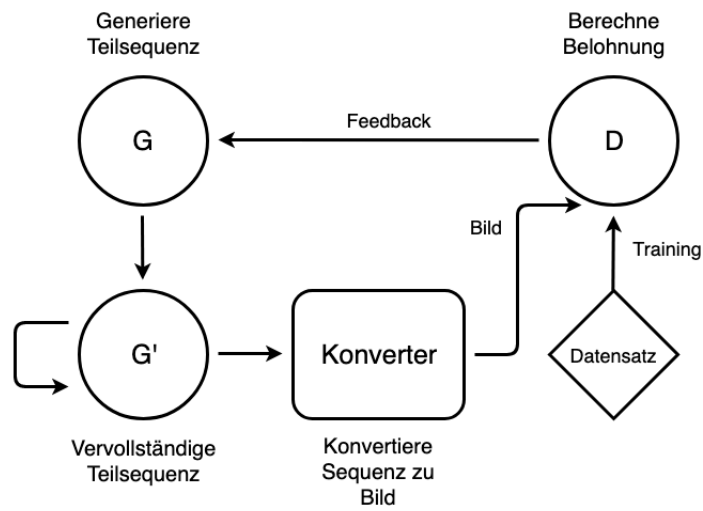 Generiere
Teilsequenz
Berechne
Belohnung
G
Feedback
D
Bild
Training
G'
Konverter
Datensatz
Vervollständige
Teilsequenz
Konvertiere
Sequenz zu
Bild